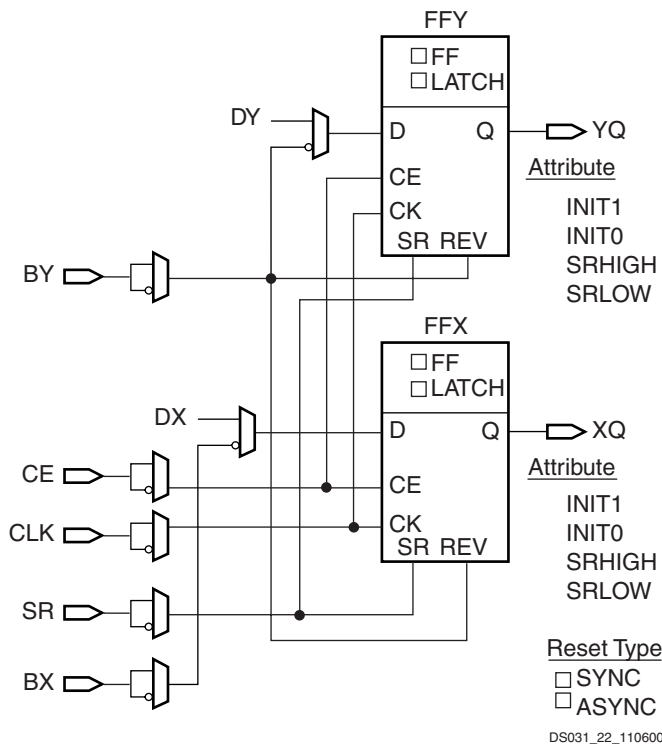 FFY
FF
LATCH
DY
D
Q
YQ
CE
CK
SR REV
Attribute
INIT1
INIT0
SRHIGH
SRLOW
BY
FFX
FF
LATCH
DX
D
Q
XQ
CE
CE
CLK
CK
SR REV
Attribute
INIT1
INIT0
SRHIGH
SRLOW
SR
BX
Reset Type
SYNC
ASYNC
DS031_22_110600